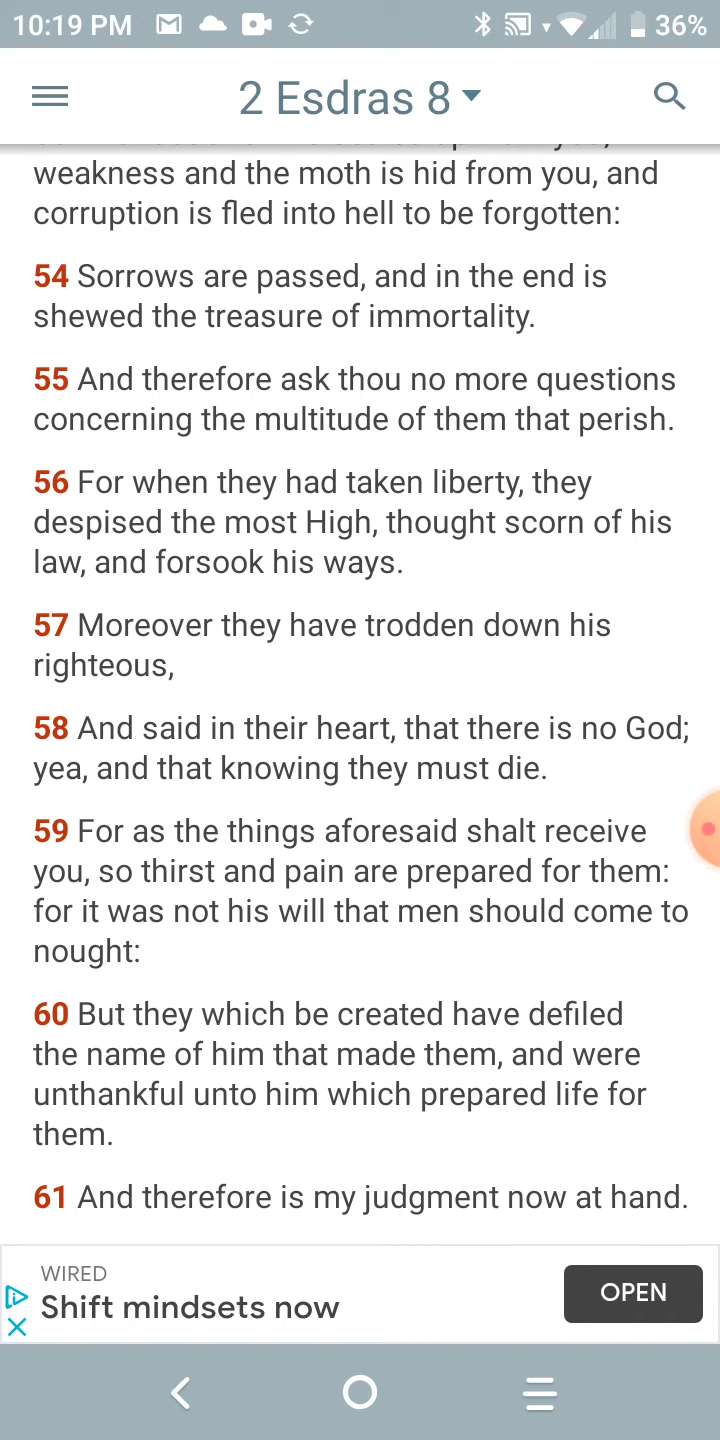 10:19 PM
36%
2 Esdras 8
weakness and the moth is hid from you, and
corruption is fled into hell to be forgotten:
54 Sorrows are passed, and in the end is
shewed the treasure of immortality.
55 And therefore ask thou no more questions
concerning the multitude of them that perish.
56 For when they had taken liberty, they
despised the most High, thought scorn of his
law, and forsook his ways.
57 Moreover they have trodden down his
righteous,
58 And said in their heart, that there is no God;
yea, and that knowing they must die.
59 For as the things aforesaid shalt receive
you, so thirst and pain are prepared for them:
for it was not his will that men should come to
nought:
60 But they which be created have defiled
the name of him that made them, and were
unthankful unto him which prepared life for
them.
61 And therefore is my judgment now at hand.
WIRED
Shift mindsets now
OPEN